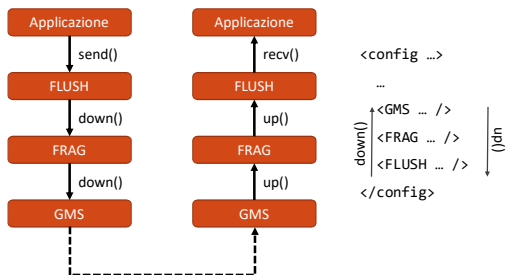 Applicazione
send()
FLUSH
down()
FRAG
down()
GMS
Applicazione
recv()
FLUSH
up()
FRAG
up()
GMS
<config …>
…
<GMS … />
<FRAG … />
<FLUSH … />
</config>
down()
up()